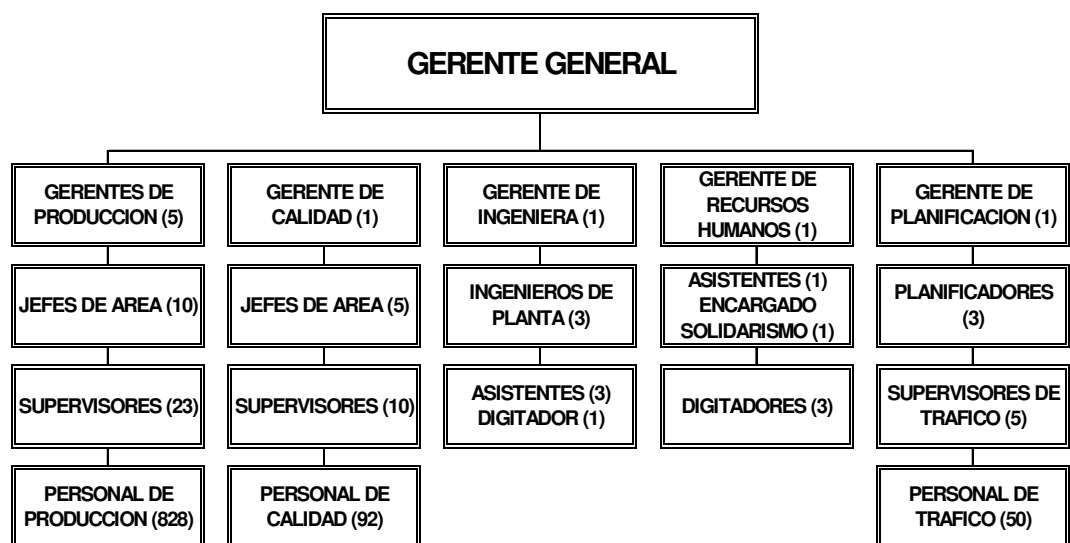 GERENTE GENERAL
GERENTES DE
PRODUCCION (5)
GERENTE DE
CALIDAD (1)
GERENTE DE
INGENIERA (1)
GERENTE DE
RECURSOS
HUMANOS (1)
GERENTE DE
PLANIFICACION (1)
JEFES DE AREA (10)
JEFES DE AREA (5)
INGENIEROS DE
PLANTA (3)
ASISTENTES (1)
ENCARGADO
SOLIDARISMO (1)
PLANIFICADORES
(3)
SUPERVISORES (23)
SUPERVISORES (10)
ASISTENTES (3)
DIGITADOR (1)
DIGITADORES (3)
SUPERVISORES DE
TRAFICO (5)
PERSONAL DE
PRODUCCION (828)
PERSONAL DE
CALIDAD (92)
PERSONAL DE
TRAFICO (50)